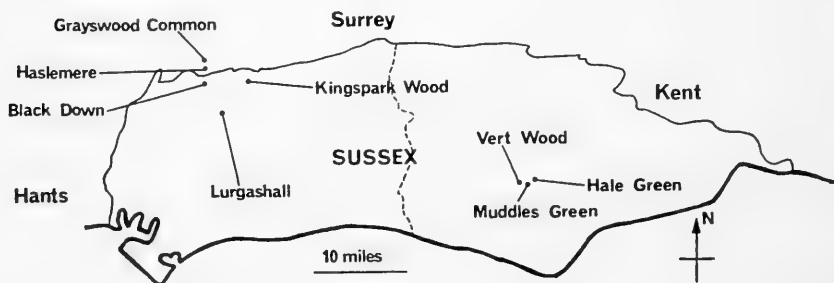 Grayswood Common
Surrey
Haslemere
Kingspark Wood
Black Down
Kent
SUSSEX
Vert Wood
Hants
Lurgashall
Hale Green
Muddles Green
N
10 miles